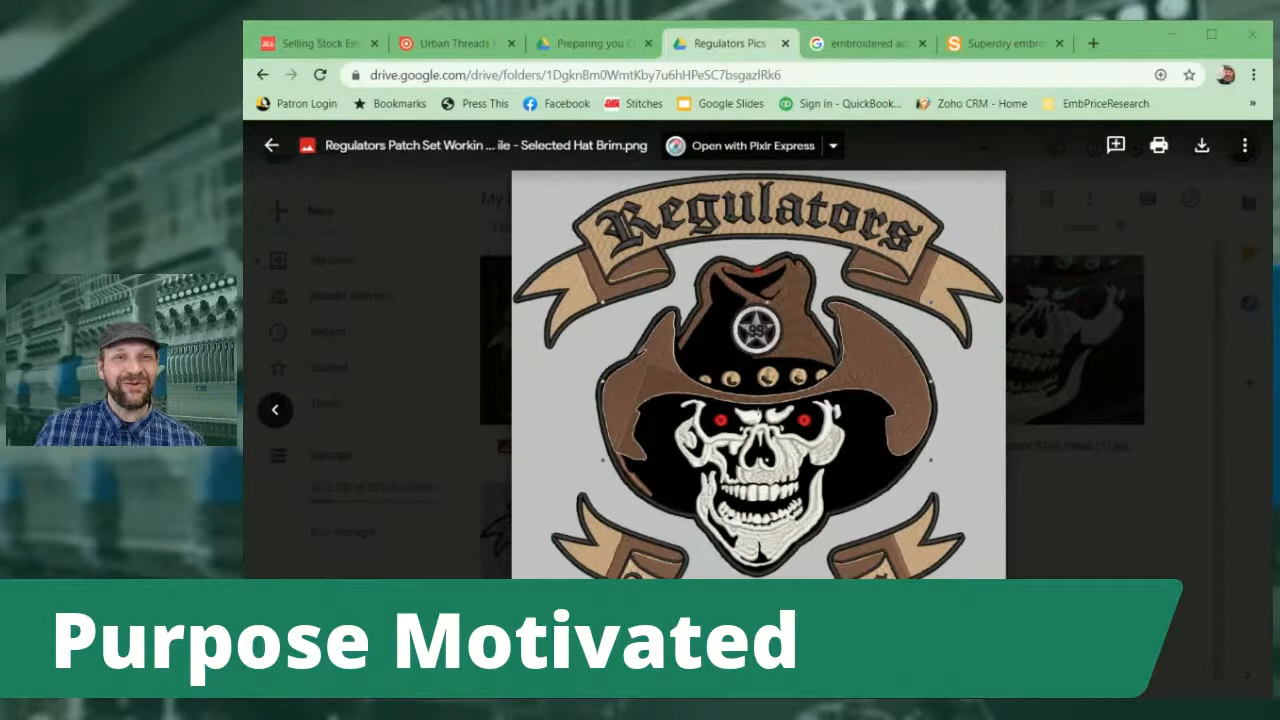 Selling Stock Em
Urban Threads
Preparing you
Regulators Pics
embroidered
Superdry embro
drive.google.com/drive/folders/1DgknBm0WmtKby7u6hHPeSC7bsgazlRk6
Patron Login
Bookmarks
Press This
Facebook
Stitches
Google Slides
Sign in - QuickBook...
Zoho CRM - Home
EmbPriceResearch
»
Regulators Patch Set Workin ... ile - Selected Hat Brim.png
Open with Pixlr Express
New
Regulators
99
Purpose Motivated